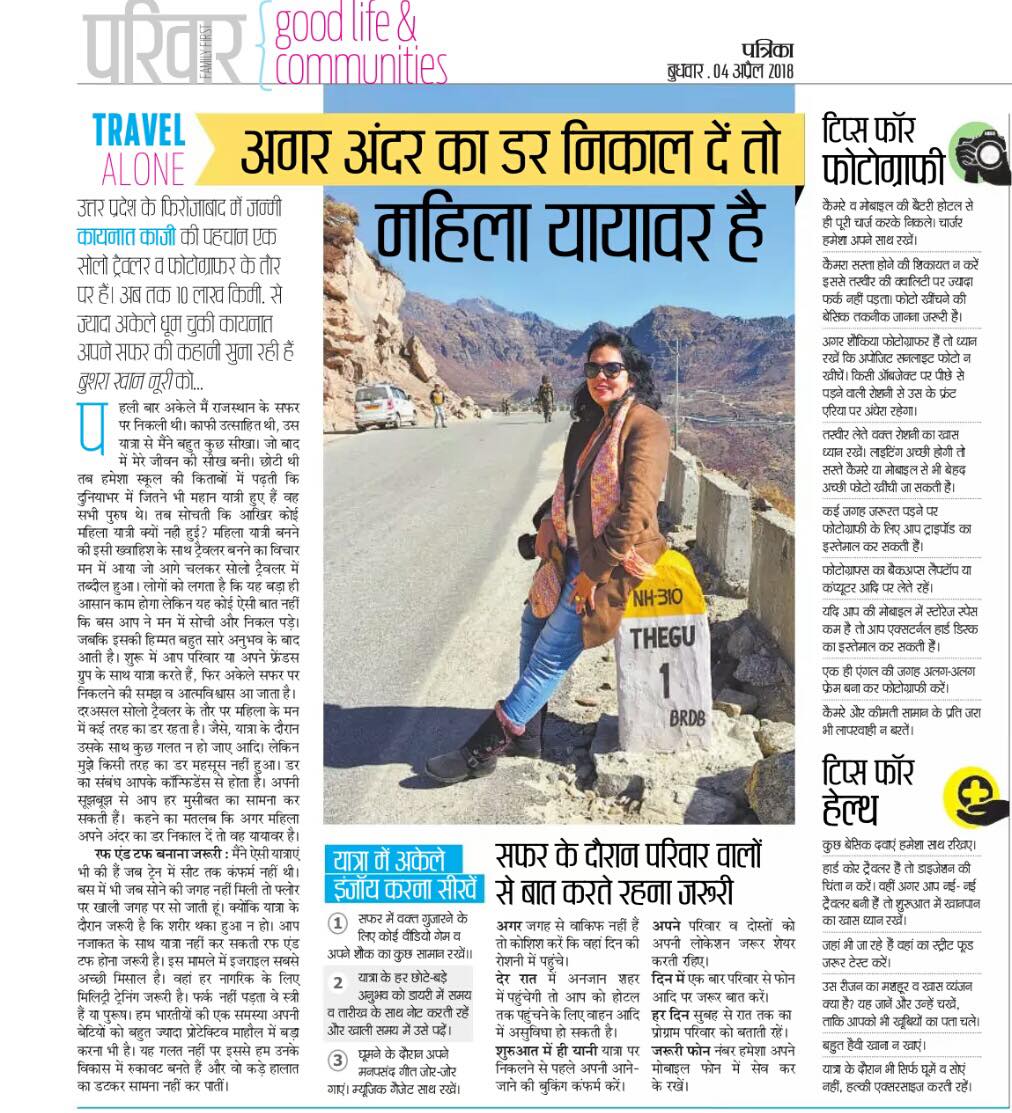 परिवार
FAMILY FIRST
good life &
communities
पत्रिका
बुधवार . 04 अप्रैल 2018
TRAVEL
ALONE
अगर अंदर का डर निकाल दें तो
महिला यायावर है
उत्तर प्रदेश के फिरोजाबाद में जन्मी
कायनात काजी की पहचान एक
सोलो ट्रैवलर व फोटोग्राफर के तौर
पर हैं। अब तक 10 लाख किमी. से
ज्यादा अकेले घूम चुकी कायनात
अपने सफर की कहानी सुना रही हैं
बुशरा खान नूरी को...
पहली बार अकेले मैं राजस्थान के सफर
पर निकली थी। काफी उत्साहित थी, उस
यात्रा से मैंने बहुत कुछ सीखा। जो बाद
में मेरे जीवन की सीख बनी। छोटी थी
तब हमेशा स्कूल की किताबों में पढ़ती कि
दुनियाभर में जितने भी महान यात्री हुए हैं वह
सभी पुरुष थे। तब सोचती कि आखिर कोई
महिला यात्री क्यों नही हुई? महिला यात्री बनने
की इसी ख्वाहिश के साथ ट्रैवलर बनने का विचार
मन में आया जो आगे चलकर सोलो ट्रैवलर में
तब्दील हुआ। लोगों को लगता है कि यह बड़ा ही
आसान काम होगा लेकिन यह कोई ऐसी बात नहीं
कि बस आप ने मन में सोची और निकल पड़े।
जबकि इसकी हिम्मत बहुत सारे अनुभव के बाद
आती है। शुरू में आप परिवार या अपने फ्रेंडस
ग्रुप के साथ यात्रा करते हैं, फिर अकेले सफर पर
निकलने की समझ व आत्मविश्वास आ जाता है।
दरअसल सोलो ट्रैवलर के तौर पर महिला के मन
में कई तरह का डर रहता है। जैसे, यात्रा के दौरान
उसके साथ कुछ गलत न हो जाए आदि। लेकिन
मुझे किसी तरह का डर महसूस नहीं हुआ। डर
का संबंध आपके कॉन्फिडेंस से होता है। अपनी
सूझबूझ से आप हर मुसीबत का सामना कर
सकती हैं। कहने का मतलब कि अगर महिला
अपने अंदर का डर निकाल दें तो वह यायावर है।
रफ एंड टफ बनाना जरूरी : मैंने ऐसी यात्राएं
भी की हैं जब ट्रेन में सीट तक कंफर्म नहीं थी।
बस में भी जब सोने की जगह नहीं मिली तो फ्लोर
पर खाली जगह पर सो जाती हूं। क्योंकि यात्रा के
दौरान जरूरी है कि शरीर थका हुआ न हो। आप
नजाकत के साथ यात्रा नहीं कर सकती रफ एंड
टफ होना जरूरी है। इस मामले में इजराइल सबसे
अच्छी मिसाल है। वहां हर नागरिक के लिए
मिलिट्री ट्रेनिंग जरूरी है। फर्क नहीं पड़ता वे स्त्री
हैं या पुरूष। हम भारतीयों की एक समस्या अपनी
बेटियों को बहुत ज्यादा प्रोटेक्टिव माहौल में बड़ा
करना भी है। यह गलत नहीं पर इससे हम उनके
विकास में रुकावट बनते हैं और वो कड़े हालात
का डटकर सामना नहीं कर पातीं।
NH-310
THEGU
1
BRDB
यात्रा में अकेले
इंजॉय करना सीखें
1 सफर में वक्त गुजारने के
लिए कोई वीडियो गेम व
अपने शौक का कुछ सामान रखें।।
2 यात्रा के हर छोटे-बड़े
अनुभव को डायरी में समय
व तारीख के साथ नोट करती रहें
और खाली समय में उसे पढ़ें।
3 घूमने के दौरान अपने
मनपसंद गीत जोर-जोर
गाएं। म्यूजिक गैजेट साथ रखें।
सफर के दौरान परिवार वालों
से बात करते रहना जरूरी
अगर जगह से वाकिफ नहीं हैं
तो कोशिश करें कि वहां दिन की
रोशनी में पहुंचे।
देर रात में अनजान शहर
में पहुंचेगी तो आप को होटल
तक पहुंचने के लिए वाहन आदि
में असुविधा हो सकती है।
शुरुआत में ही यानी यात्रा पर
निकलने से पहले अपनी आने-
जाने की बुकिंग कंफर्म करें।
अपने परिवार व दोस्तों को
अपनी लोकेशन जरूर शेयर
करती रहिए।
दिन में एक बार परिवार से फोन
आदि पर जरूर बात करें।
हर दिन सुबह से रात तक का
प्रोग्राम परिवार को बताती रहें।
जरूरी फोन नंबर हमेशा अपने
मोबाइल फोन में सेव कर
के रखें।
टिप्स फॉर
फोटोग्राफी
कैमरे व मोबाइल की बैटरी होटल से
ही पूरी चार्ज करके निकले। चार्जर
हमेशा अपने साथ रखें।
कैमरा सस्ता होने की शिकायत न करें
इससे तस्वीर की क्वालिटी पर ज्यादा
फर्क नहीं पड़ता। फोटो खींचने की
बेसिक तकनीक जानना जरूरी है।
अगर शौकिया फोटोग्राफर हैं तो ध्यान
रखें कि अपोजिट सनलाइट फोटो न
खीचें। किसी ऑबजेक्ट पर पीछे से
पड़ने वाली रोशनी से उस के फ्रंट
एरिया पर अंधेरा रहेगा।
तस्वीर लेते वक्त रोशनी का खास
ध्यान रखें। लाइटिंग अच्छी होगी तो
सस्ते कैमरे या मोबाइल से भी बेहद
अच्छी फोटो खीची जा सकती है।
कई जगह जरूरत पड़ने पर
फोटोग्राफी के लिए आप ट्राइपॉड का
इस्तेमाल कर सकती हैं।
फोटोग्राफ्स का बैकअप्स लैपटॉप या
कंप्यूटर आदि पर लेते रहें।
यदि आप की मोबाइल में स्टोरेज स्पेस
कम है तो आप एक्सटर्नल हार्ड डिस्क
का इस्तेमाल कर सकती हैं।
एक ही एंगल की जगह अलग-अलग
फ्रेम बना कर फोटोग्राफी करें।
कैमरे और कीमती सामान के प्रति जरा
भी लापरवाही न बरतें।
टिप्स फॉर
हेल्थ
कुछ बेसिक दवाएं हमेशा साथ रखिए।
हार्ड कोर ट्रैवलर हैं तो डाइजेशन की
चिंता न करें। वहीं अगर आप नई- नई
ट्रैवलर बनी हैं तो शुरुआत में खानपान
का खास ध्यान रखें।
जहां भी जा रहे हैं वहां का स्ट्रीट फूड
जरूर टेस्ट करें।
उस रीजन का मशहूर व खास व्यंजन
क्या है? यह जानें और उन्हें चखें,
ताकि आपको भी खूबियों का पता चले।
बहुत हैवी खाना न खाएं।
यात्रा के दौरान भी सिर्फ घूमें व सोएं
नहीं, हल्की एक्सरसाइज करती रहें।